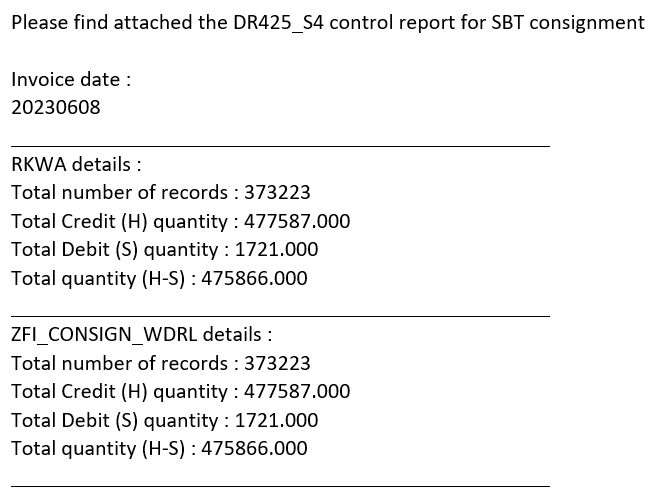 Please find attached the DR425_S4 control report for SBT consignment
Invoice date :
20230608
RKWA details :
Total number of records : 373223
Total Credit (H) quantity : 477587.000
Total Debit (S) quantity : 1721.000
Total quantity (H-S) : 475866.000
ZFI_CONSIGN_WDRL details :
Total number of records : 373223
Total Credit (H) quantity : 477587.000
Total Debit (S) quantity : 1721.000
Total quantity (H-S) : 475866.000